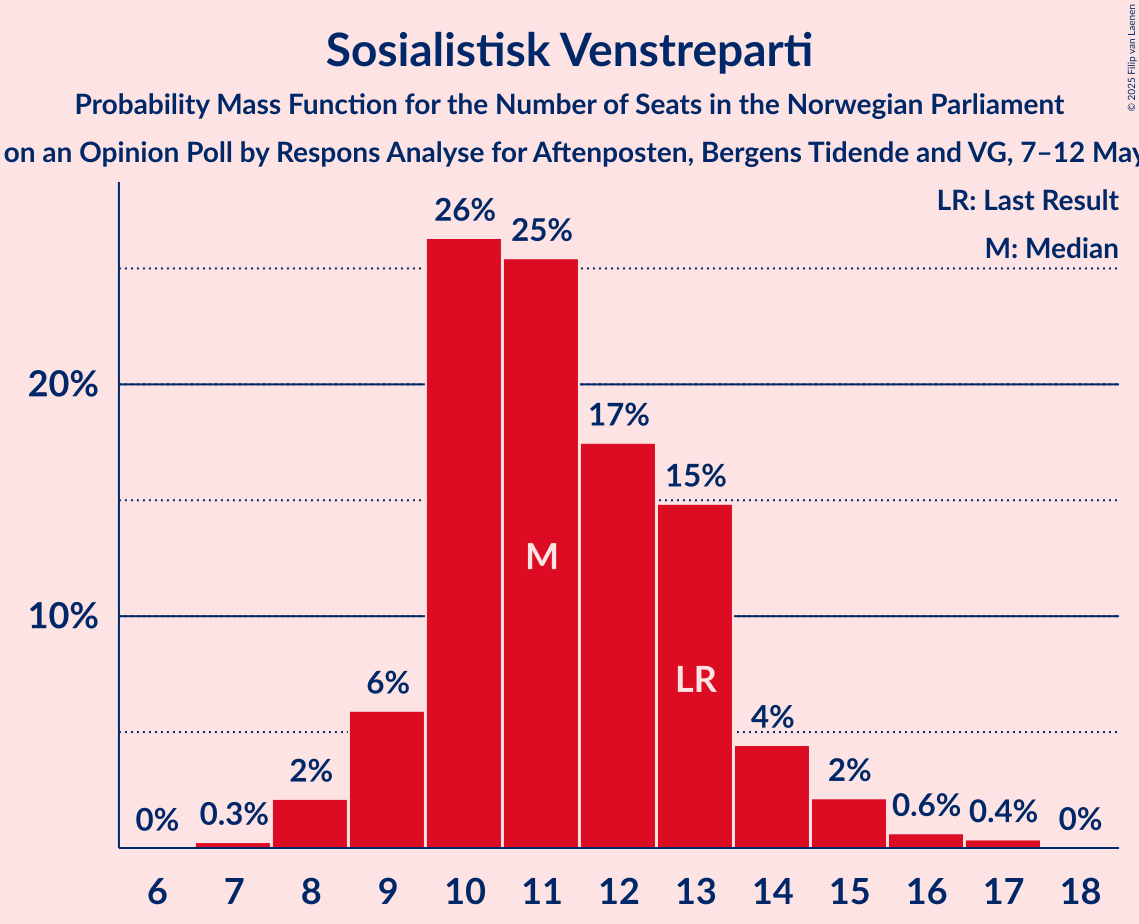 Sosialistisk Venstreparti
Probability Mass Function for the Number of Seats in the Norwegian Parliament
on an Opinion Poll by Respons Analyse for Aftenposten, Bergens Tidende and VG, 7–12 May
© 2025 Filip van Laenen
LR: Last Result
M: Median
26%
25%
20%
17%
15%
M
10%
LR
6%
4%
2%
2%
0%
0.3%
0.6%
0.4%
0%
6 7 8 9 10 11 12 13 14 15 16 17 18